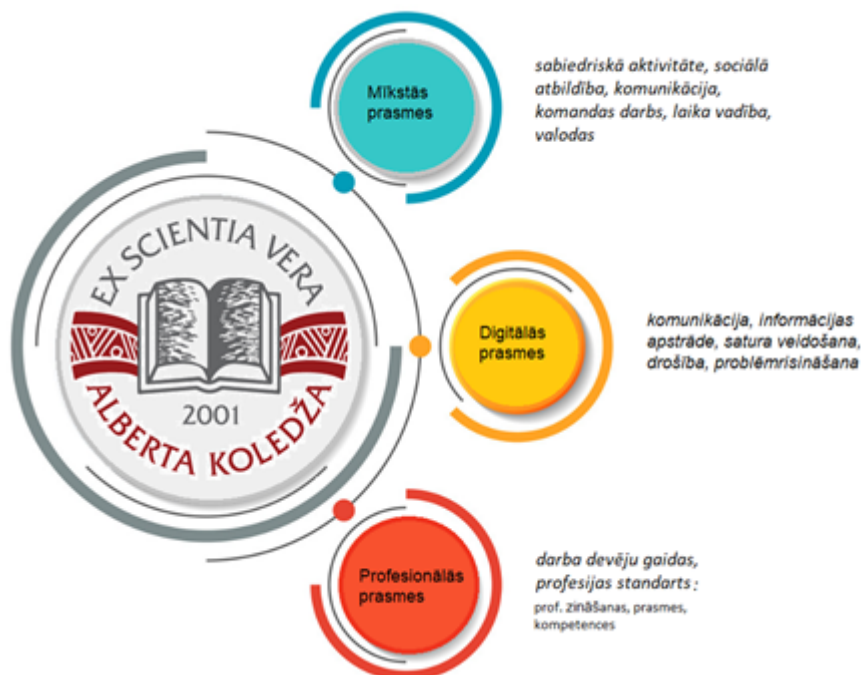 Mīkstās
prasmes
sabiedriskā aktivitāte, sociālā
atbildība, komunikācija,
komandas darbs, laika vadība,
valodas
EX SCIENTIA VERA
2001
ALBERTA KOLEDŽA
Digitālās
prasmes
komunikācija, informācijas
apstrāde, satura veidošana,
drošība, problēmrisināšana
Profesionālās
prasmes
darba devēju gaidas,
profesijas standarts :
prof. zināšanas, prasmes,
kompetences